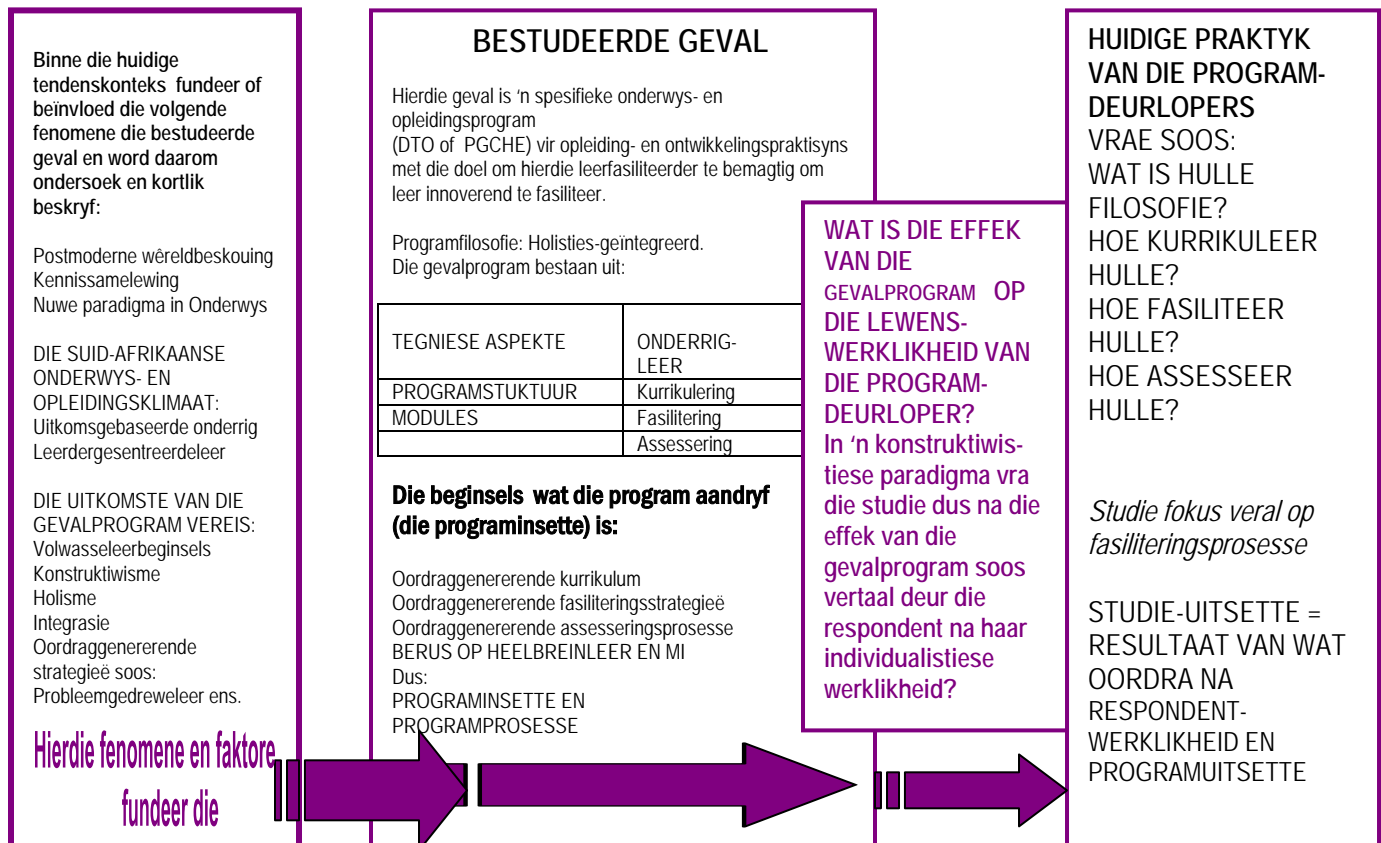 Binne die huidige
tendenskonteks fundeer of
beïnvloed die volgende
fenomene die bestudeerde
geval en word daarom
ondersoek en kortlik
beskryf:
Postmoderne wêreldbeskouing
Kennissamelewing
Nuwe paradigma in Onderwys
DIE SUID-AFRIKAANSE
ONDERWYS- EN
OPLEIDINGSKLIMAAT:
Uitkomsgebaseerde onderrig
Leerdergesentreerdeleer
DIE UITKOMSTE VAN DIE
GEVALPROGRAM VEREIS:
Volwasseleerbeginsels
Konstruktiwisme
Holisme
Integrasie
Oordraggenererende
strategieë soos:
Probleemgedreweleer ens.
Hierdie fenomene en faktore
fundeer die
BESTUDEERDE GEVAL
Hierdie geval is 'n spesifieke onderwys- en
opleidingsprogram
(DTO of PGCHE) vir opleiding- en ontwikkelingspraktisyns
met die doel om hierdie leerfasiliteerder te bemagtig om
leer innoverend te fasiliteer.
Programfilosofie: Holisties-geïntegreerd.
Die gevalprogram bestaan uit:
TEGNIESE ASPEKTE
ONDERRIG-
LEER
PROGRAMSTUKTUUR
Kurrikulering
MODULES
Fasilitering
Assessering
Die beginsels wat die program aandryf
(die programinsette) is:
Oordraggenererende kurrikulum
Oordraggenererende fasiliteringsstrategieë
Oordraggenererende assesseringsprosesse
BERUS OP HEELBREINLEER EN MI
Dus:
PROGRAMINSETTE EN
PROGRAMPROSESSE
WAT IS DIE EFFEK
VAN DIE
GEVALPROGRAM OP
DIE LEWENS-
WERKLIKHEID VAN
DIE PROGRAM-
DEURLOPER?
In 'n konstruktiwis-
tiese paradigma vra
die studie dus na die
effek van die
gevalprogram soos
vertaal deur die
respondent na haar
individualistiese
werklikheid?
HUIDIGE PRAKTYK
VAN DIE PROGRAM-
DEURLOPERS
VRAE SOOS:
WAT IS HULLE
FILOSOFIE?
HOE KURRIKULEER
HULLE?
HOE FASILITEER
HULLE?
HOE ASSESSEER
HULLE?
Studie fokus veral op
fasiliteringsprosesse
STUDIE-UITSETTE =
RESULTAAT VAN WAT
OORDRA NA
RESPONDENT-
WERKLIKHEID EN
PROGRAMUITSETTE